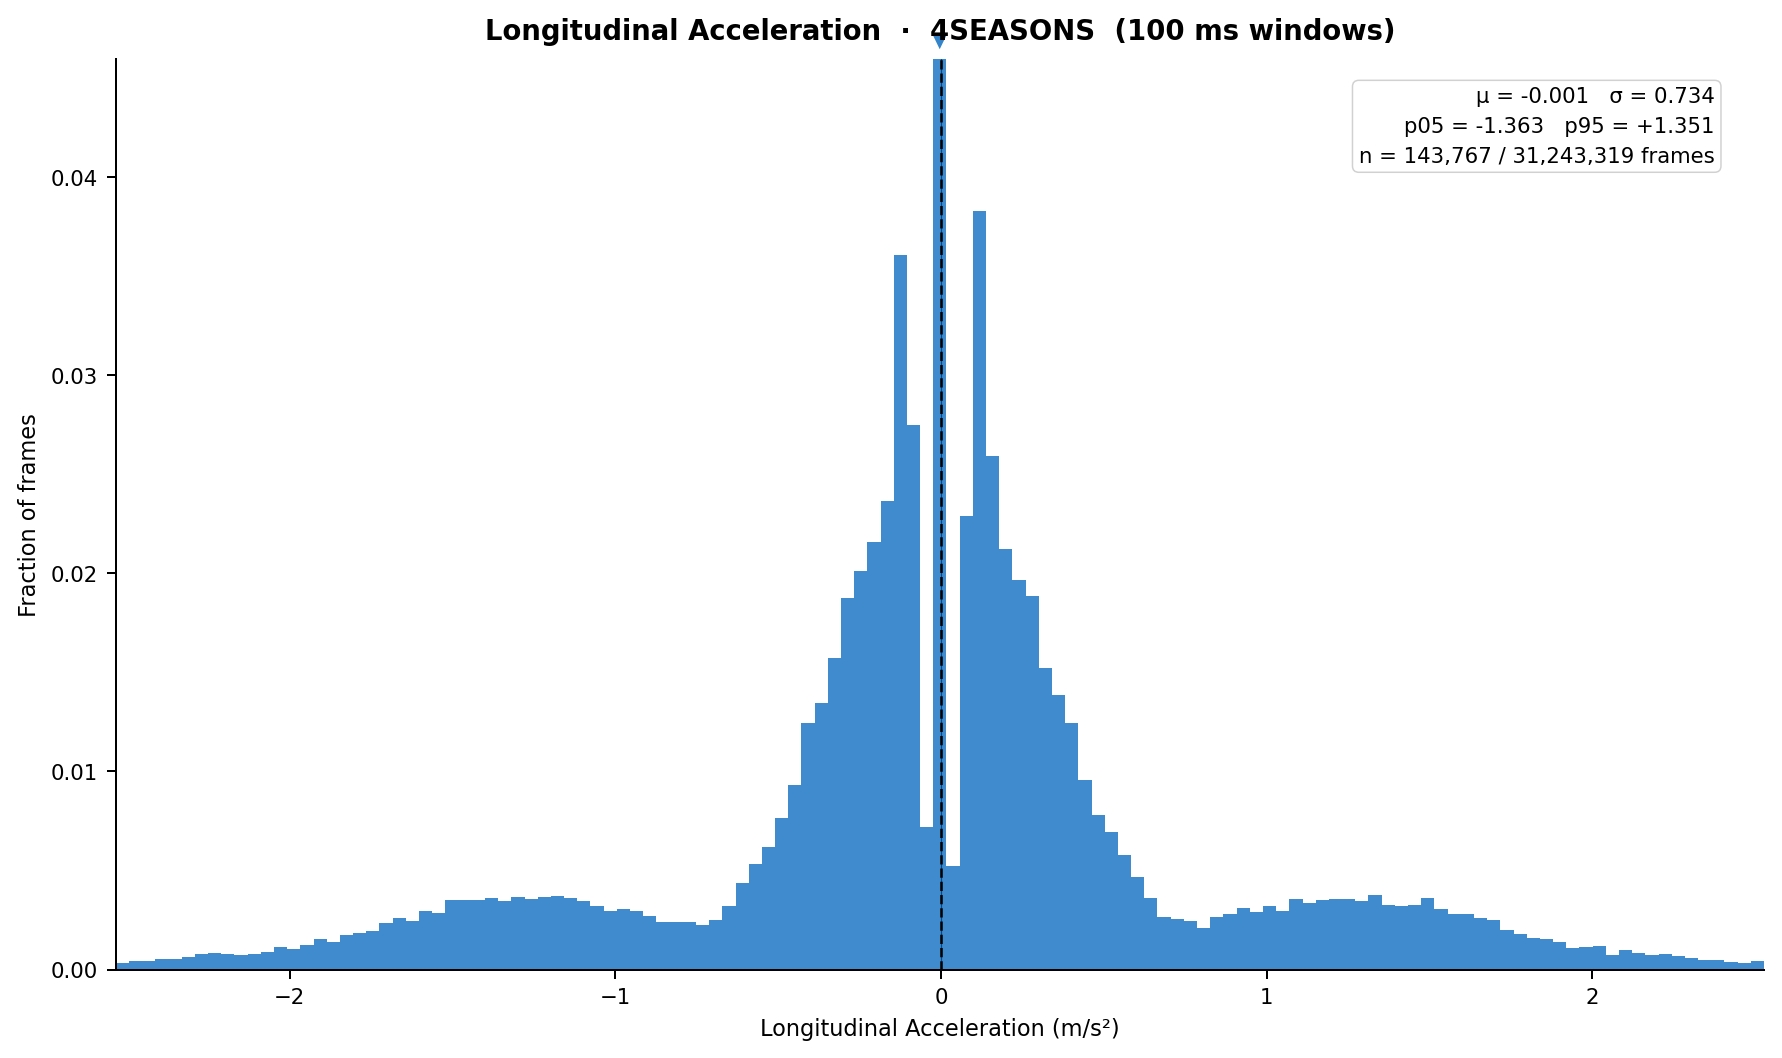 Longitudinal Acceleration · 4SEASONS (100 ms windows)
μ = -0.001 σ = 0.734
p05 = -1.363 p95 = +1.351
n = 143,767 / 31,243,319 frames
Fraction of frames
0.04
0.03
0.02
0.01
0.00
−2
−1
0
1
2
Longitudinal Acceleration (m/s²)